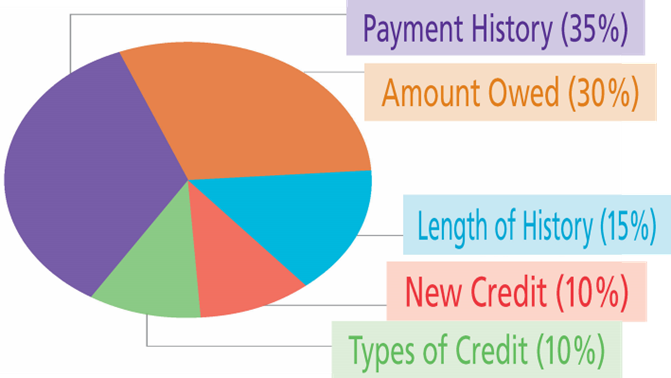 Payment History (35%)
Amount Owed (30%)
Length of History (15%)
New Credit (10%)
Types of Credit (10%)